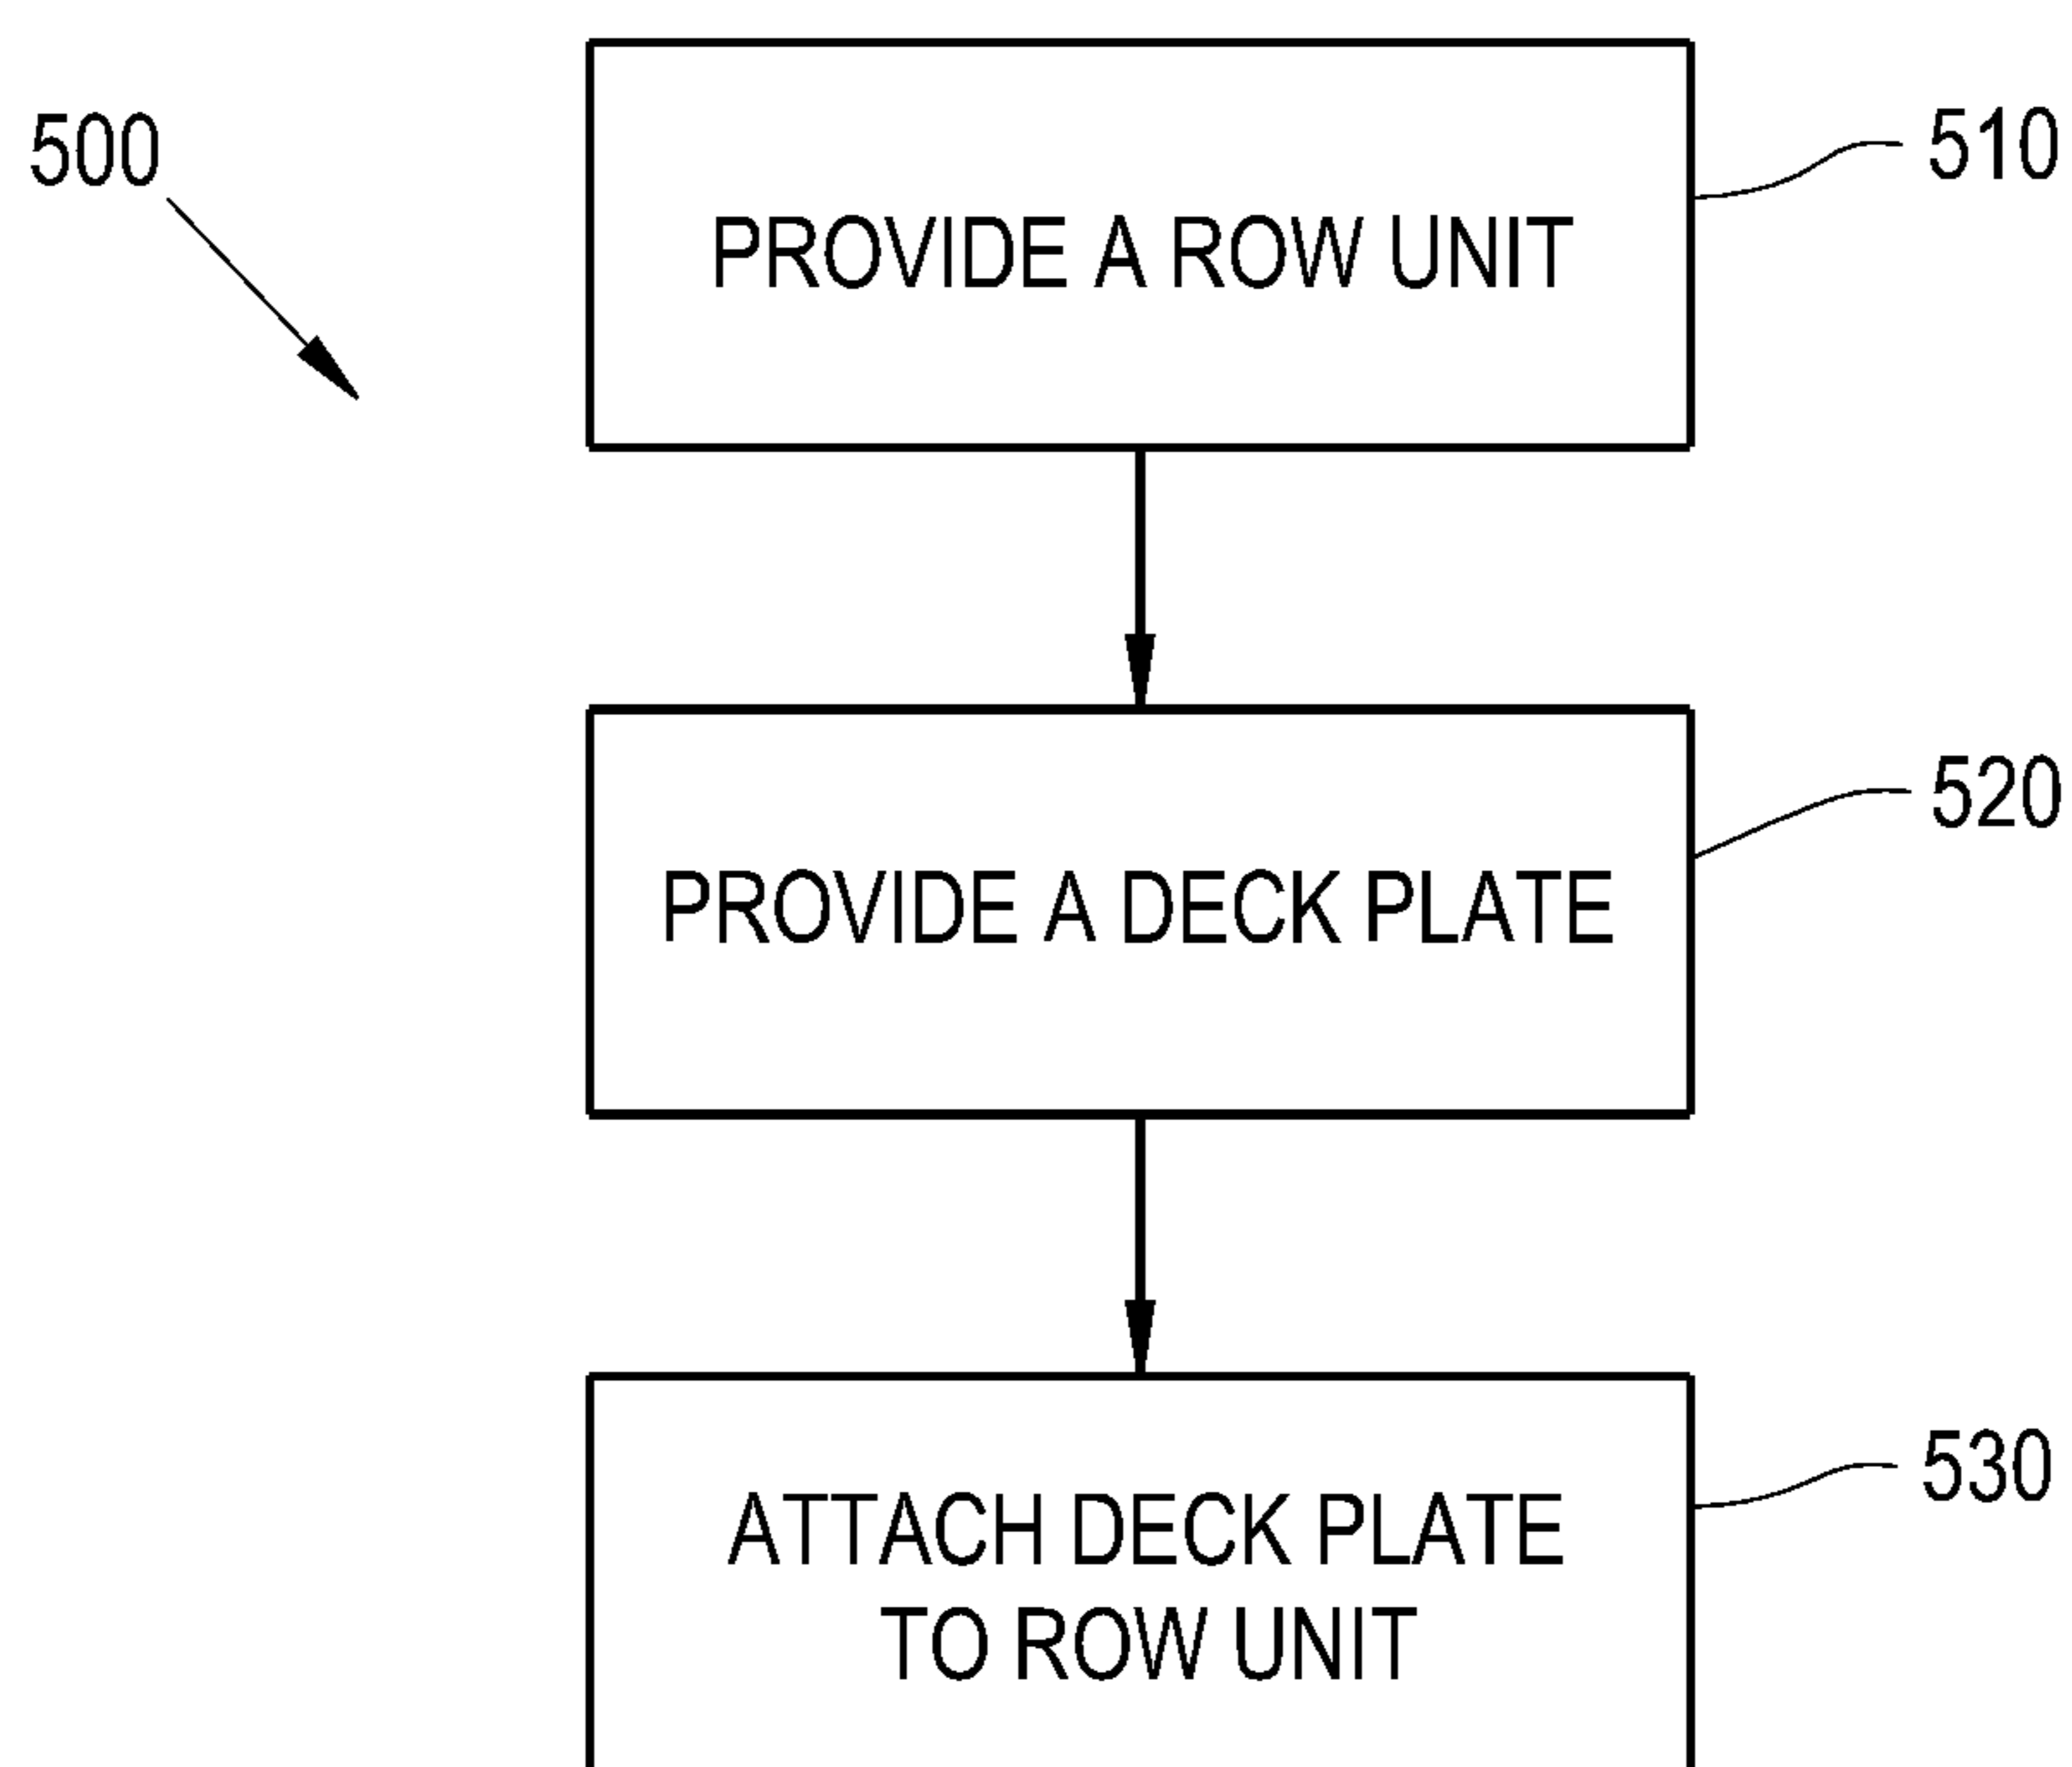 500
510
PROVIDE A ROW UNIT
520
PROVIDE A DECK PLATE
530
ATTACH DECK PLATE
TO ROW UNIT